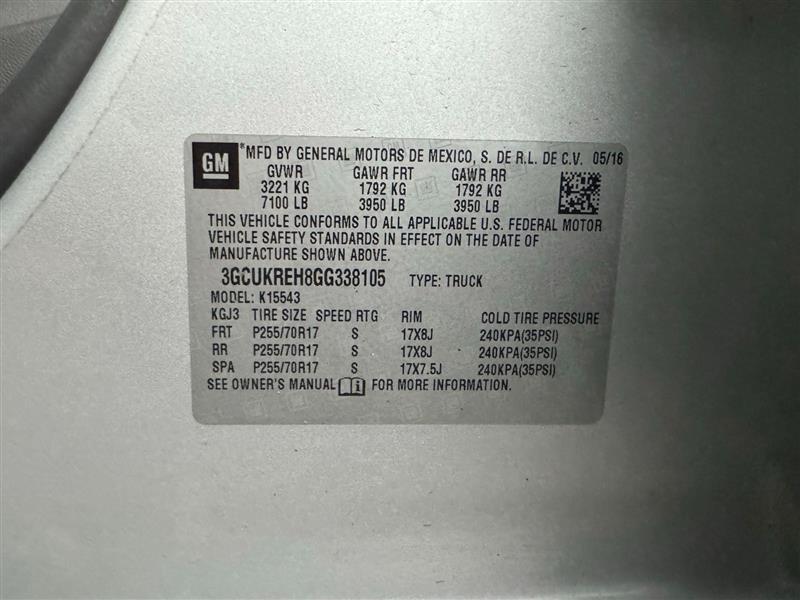 GM *MFD BY GENERAL MOTORS DE MEXICO, S. DE R.L. DE C.V. 05/16
GVWR GAWR FRT GAWR RR
3221 KG 1792 KG 1792 KG
7100 LB 3950 LB 3950 LB
THIS VEHICLE CONFORMS TO ALL APPLICABLE U.S. FEDERAL MOTOR
VEHICLE SAFETY STANDARDS IN EFFECT ON THE DATE OF
MANUFACTURE SHOWN ABOVE.
3GCUKREH8GG338105 TYPE: TRUCK
MODEL: K15543
KGJ3 TIRE SIZE SPEED RTG RIM COLD TIRE PRESSURE
FRT P255/70R17 S 17X8J 240KPA(35PSI)
RR P255/70R17 S 17X8J 240KPA(35PSI)
SPA P255/70R17 S 17X7.5J 240KPA(35PSI)
SEE OWNER'S MANUAL i FOR MORE INFORMATION.